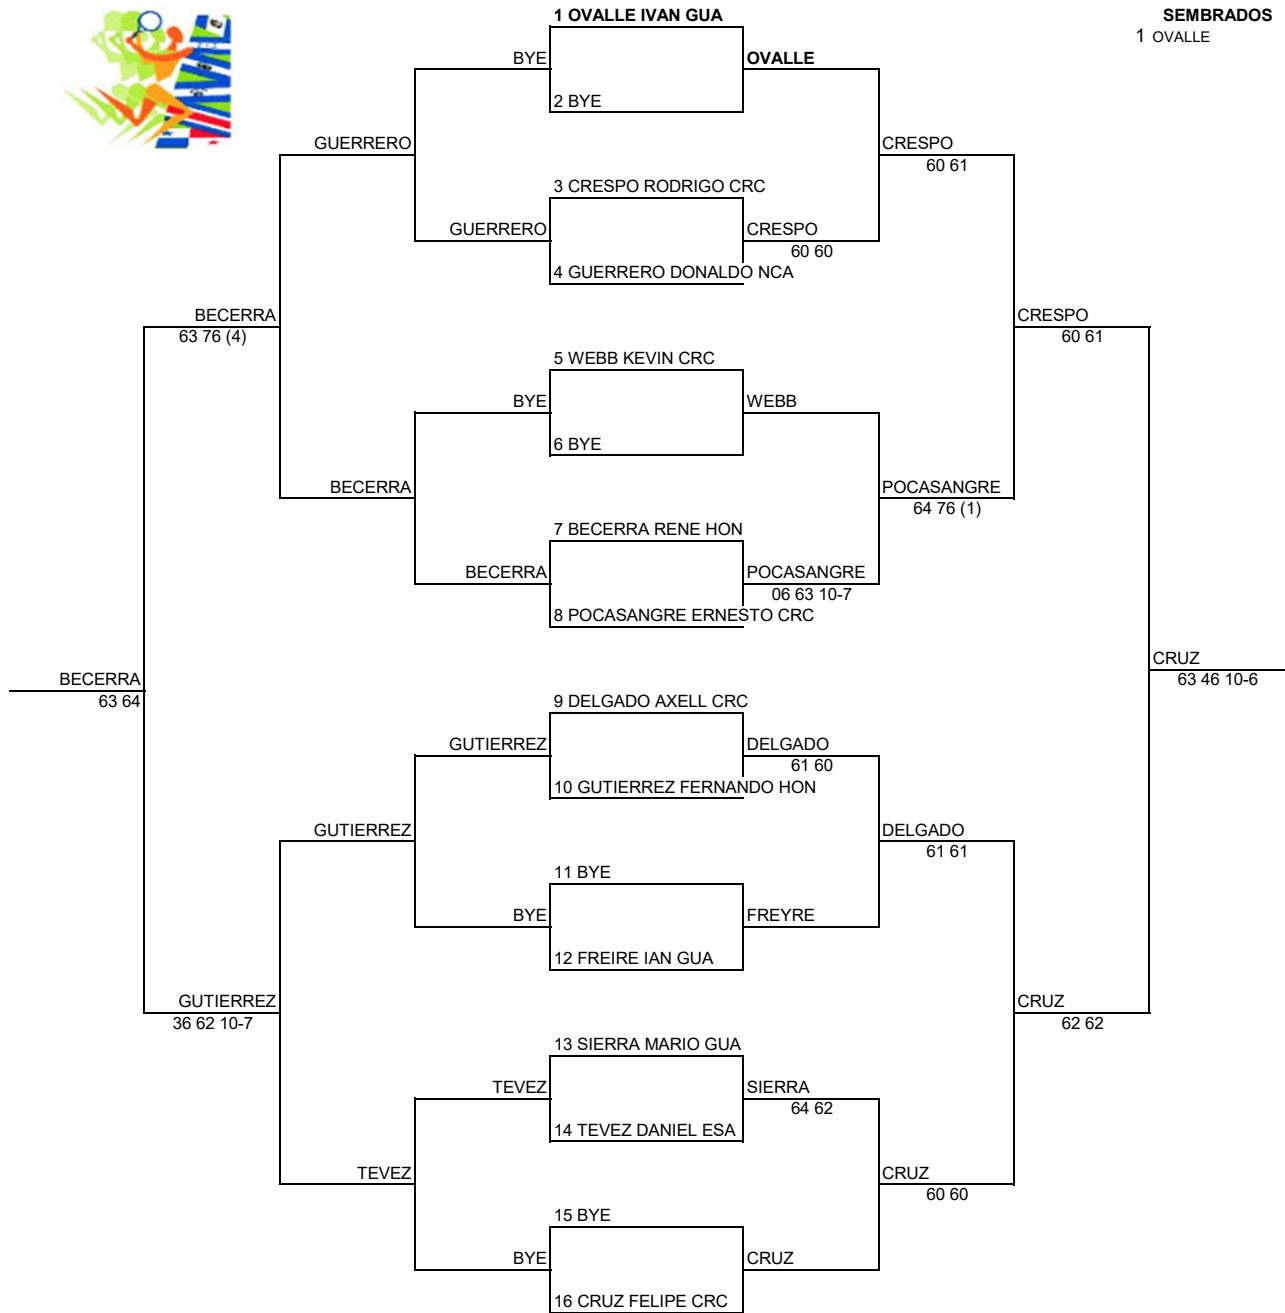 1 OVALLE IVAN GUA
SEMBRADOS
1 OVALLE
BYE
OVALLE
2 BYE
GUERRERO
CRESPO
60 61
3 CRESPO RODRIGO CRC
GUERRERO
CRESPO
60 60
4 GUERRERO DONALDO NCA
BECERRA
63 76 (4)
CRESPO
60 61
5 WEBB KEVIN CRC
BYE
WEBB
6 BYE
BECERRA
POCASANGRE
64 76 (1)
7 BECERRA RENE HON
BECERRA
POCASANGRE
06 63 10-7
8 POCASANGRE ERNESTO CRC
BECERRA
63 64
CRUZ
63 46 10-6
9 DELGADO AXELL CRC
GUTIERREZ
DELGADO
61 60
10 GUTIERREZ FERNANDO HON
GUTIERREZ
DELGADO
61 61
11 BYE
BYE
FREYRE
12 FREIRE IAN GUA
GUTIERREZ
36 62 10-7
CRUZ
62 62
13 SIERRA MARIO GUA
TEVEZ
SIERRA
64 62
14 TEVEZ DANIEL ESA
TEVEZ
CRUZ
60 60
15 BYE
BYE
CRUZ
16 CRUZ FELIPE CRC